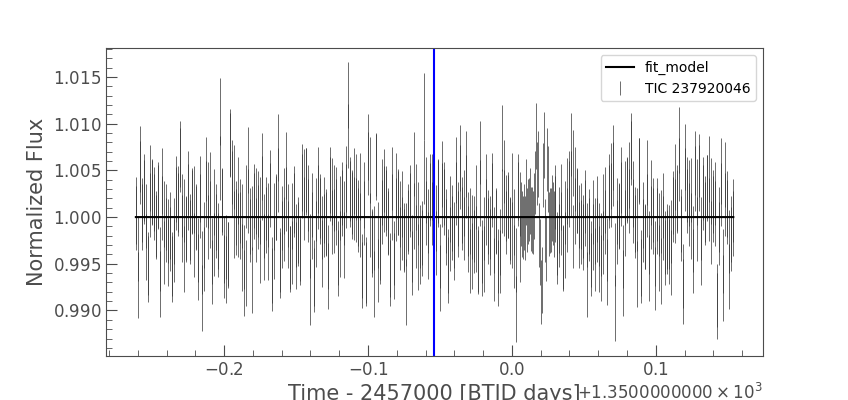 fit_model
TIC 237920046
1.015
1.010
1.005
1.000
0.995
0.990
Normalized Flux
−0.2
−0.1
0.0
0.1
Time - 2457000 [BTJD days]
+1.3500000000 × 10³